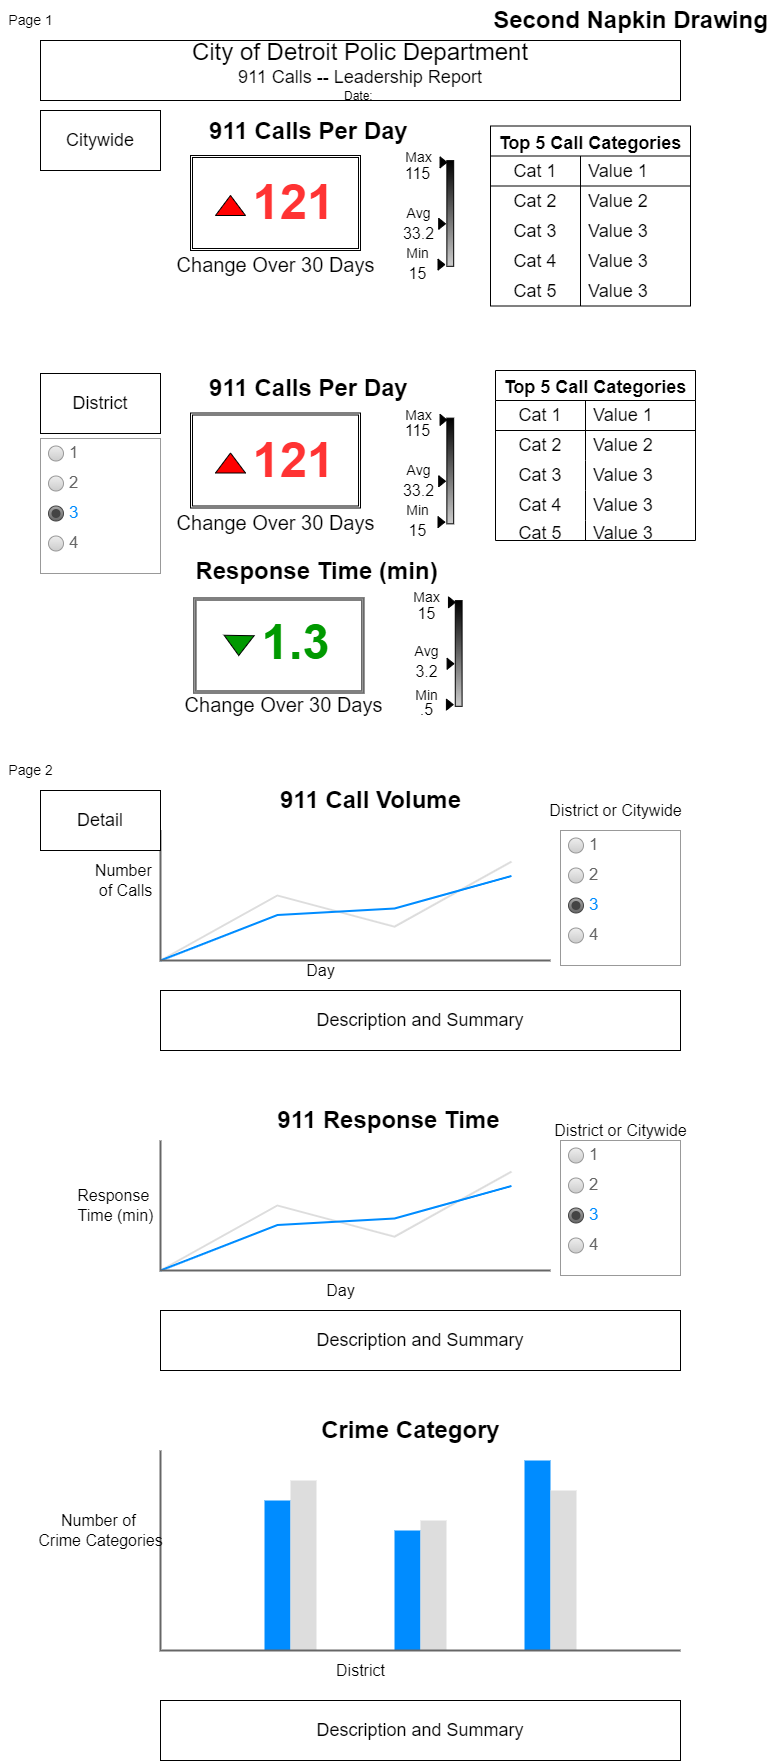 Page 1
Second Napkin Drawing
City of Detroit Polic Department
911 Calls -- Leadership Report
Date:
Citywide
911 Calls Per Day
121
Change Over 30 Days
Max
115
Avg
33.2
Min
15
Top 5 Call Categories
Cat 1 Value 1
Cat 2 Value 2
Cat 3 Value 3
Cat 4 Value 3
Cat 5 Value 3
District
1
2
3
4
911 Calls Per Day
121
Change Over 30 Days
Max
115
Avg
33.2
Min
15
Top 5 Call Categories
Cat 1 Value 1
Cat 2 Value 2
Cat 3 Value 3
Cat 4 Value 3
Cat 5 Value 3
Response Time (min)
1.3
Change Over 30 Days
Max
15
Avg
3.2
Min
.5
Page 2
Detail
911 Call Volume
Number
of Calls
Day
District or Citywide
1
2
3
4
Description and Summary
911 Response Time
Response
Time (min)
Day
District or Citywide
1
2
3
4
Description and Summary
Crime Category
Number of
Crime Categories
District
Description and Summary